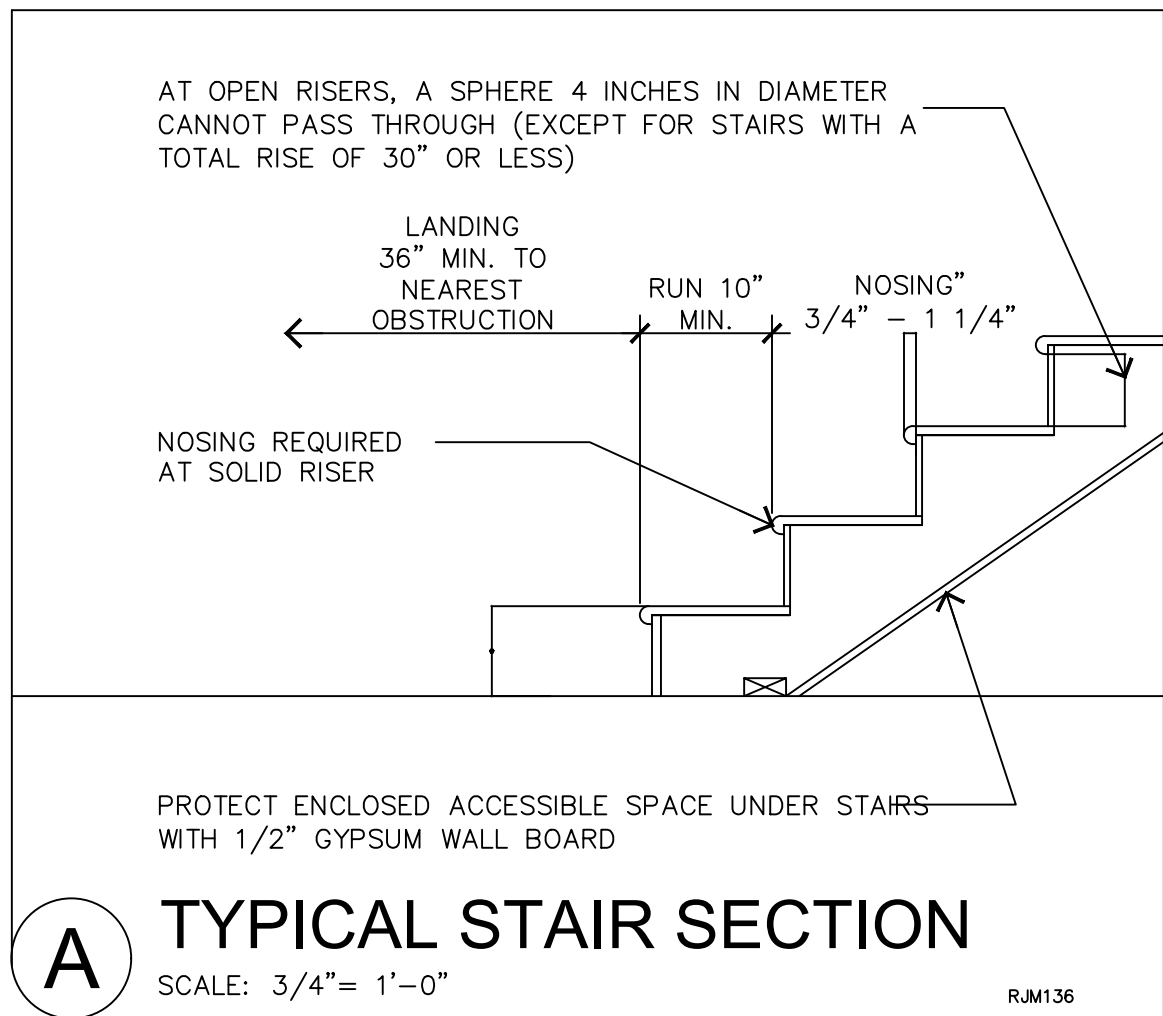 AT OPEN RISERS, A SPHERE 4 INCHES IN DIAMETER
CANNOT PASS THROUGH (EXCEPT FOR STAIRS WITH A
TOTAL RISE OF 30” OR LESS)
LANDING
36” MIN. TO
NEAREST
OBSTRUCTION
RUN 10”
MIN.
NOSING”
3/4” – 1 1/4”
NOSING REQUIRED
AT SOLID RISER
PROTECT ENCLOSED ACCESSIBLE SPACE UNDER STAIRS
WITH 1/2” GYPSUM WALL BOARD
A
TYPICAL STAIR SECTION
SCALE: 3/4”= 1’–0”
RJM136